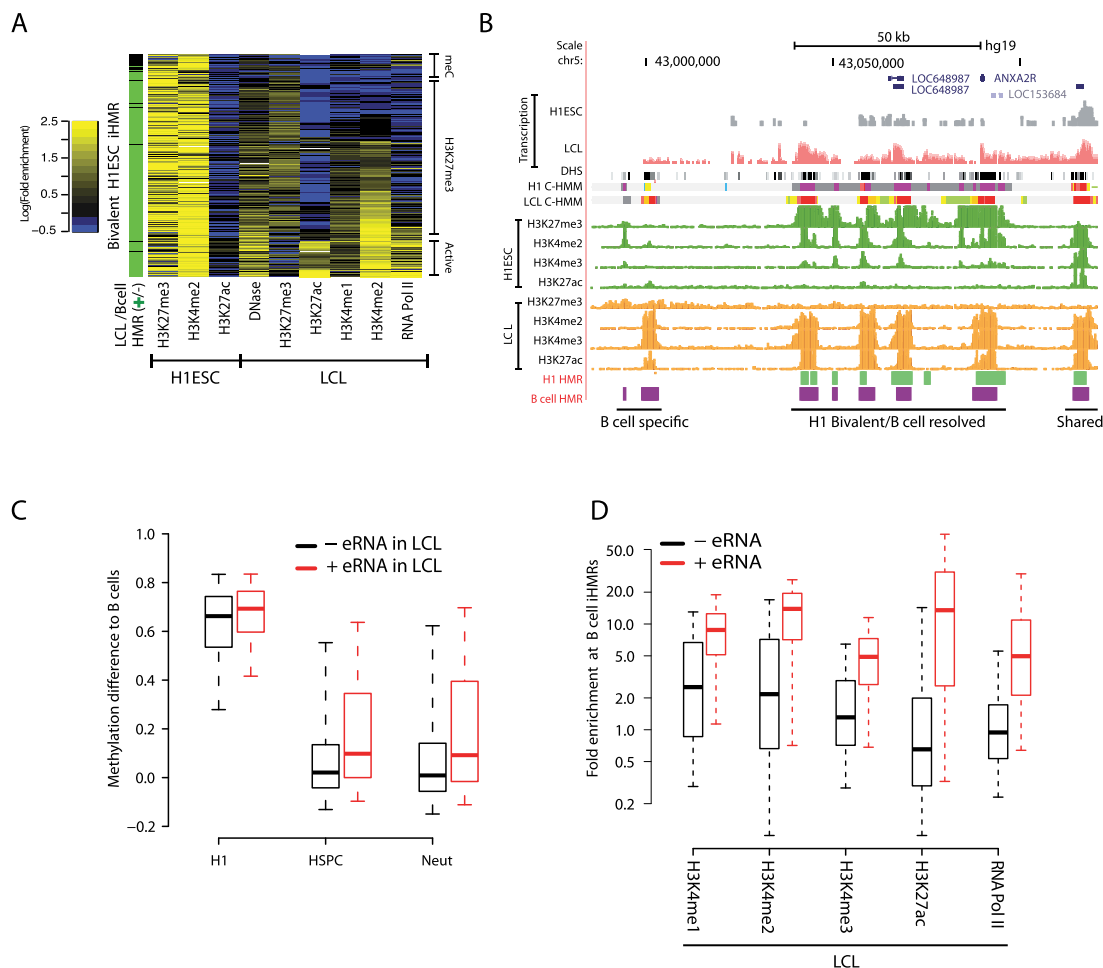 A
Log(Fold enrichment)
2.5
1.5
0.5
−0.5
Bivalent H1ESC iHMR
meC
H3K27me3
Active
LCL /Bcell
HMR (+/-)
H3K27me3
H3K4me2
H3K27ac
DNase
H3K27me3
H3K27ac
H3K4me1
H3K4me2
RNA Pol II
H1ESC
LCL
B
Scale
50 kb
hg19
chr5:
43,000,000
43,050,000
LOC648987
ANXA2R
LOC648987
LOC153684
Transcription
H1ESC
LCL
DHS
H1 C-HMM
LCL C-HMM
H1ESC
H3K27me3
H3K4me2
H3K4me3
H3K27ac
LCL
H3K27me3
H3K4me2
H3K4me3
H3K27ac
H1 HMR
B cell HMR
B cell specific
H1 Bivalent/B cell resolved
Shared
C
Methylation difference to B cells
1.0
0.8
0.6
0.4
0.2
0.0
−0.2
− eRNA in LCL
+ eRNA in LCL
H1
HSPC
Neut
D
Fold enrichment at B cell iHMRs
50.0
20.0
10.0
5.0
2.0
1.0
0.5
0.2
− eRNA
+ eRNA
H3K4me1
H3K4me2
H3K4me3
H3K27ac
RNA Pol II
LCL